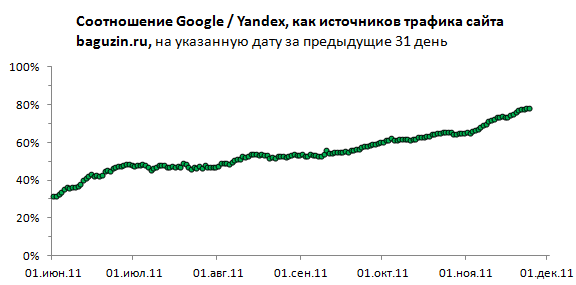 Соотношение Google / Yandex, как источников трафика сайта
baguzin.ru, на указанную дату за предыдущие 31 день
100%
80%
60%
40%
20%
0%
01.июн.11 01.июл.11 01.авг.11 01.сен.11 01.окт.11 01.ноя.11 01.дек.11